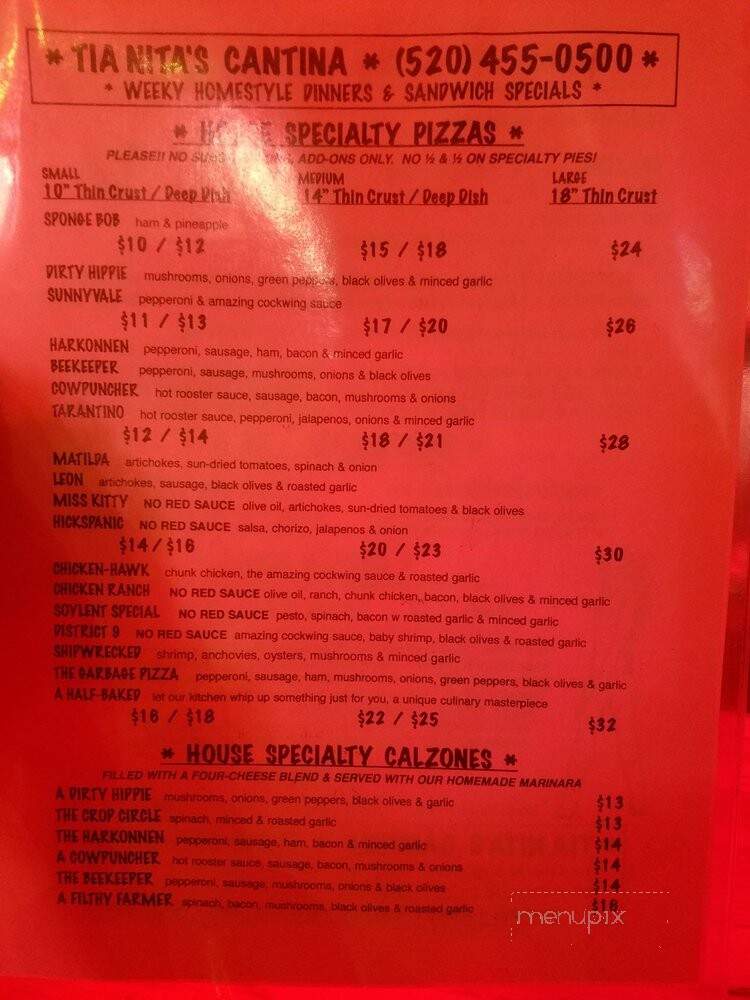 * TIA NITA'S CANTINA * (520) 455-0500 *
* WEEKY HOMESTYLE DINNERS & SANDWICH SPECIALS *
* HOUSE SPECIALTY PIZZAS *
PLEASE!! NO ADD-ONS ONLY. NO ½ & ½ ON SPECIALTY PIES!
SMALL MEDIUM LARGE
10" Thin Crust / Deep Dish 14" Thin Crust / Deep Dish 18" Thin Crust
SPONGE BOB ham & pineapple
$10 / $12 $15 / $18 $24
DIRTY HIPPIE mushrooms, onions, green peppers, black olives & minced garlic
SUNNYVALE pepperoni & amazing cockwing sauce
$11 / $13 $17 / $20 $26
HARKONNEN pepperoni, sausage, ham, bacon & minced garlic
BEEKEEPER pepperoni, sausage, mushrooms, onions & black olives
COWPUNCHER hot rooster sauce, sausage, bacon, mushrooms & onions
TARANTINO hot rooster sauce, pepperoni, jalapenos, onions & minced garlic
$12 / $14 $18 / $21 $28
MATILDA artichokes, sun-dried tomatoes, spinach & onion
LEON artichokes, sausage, black olives & roasted garlic
MISS KITTY NO RED SAUCE olive oil, artichokes, sun-dried tomatoes & black olives
HICKSPANIC NO RED SAUCE salsa, chorizo, jalapenos & onion
$14 / $16 $20 / $23 $30
CHICKEN-HAWK chunk chicken, the amazing cockwing sauce & roasted garlic
CHICKEN RANCH NO RED SAUCE olive oil, ranch, chunk chicken, bacon, black olives & minced garlic
SOYLENT SPECIAL NO RED SAUCE pesto, spinach, bacon w roasted garlic & minced garlic
DISTRICT 9 NO RED SAUCE amazing cockwing sauce, baby shrimp, black olives & roasted garlic
SHIPWRECKED shrimp, anchovies, oysters, mushrooms & minced garlic
THE GARBAGE PIZZA pepperoni, sausage, ham, mushrooms, onions, green peppers, black olives & garlic
A HALF-BAKED let our kitchen whip up something just for you, a unique culinary masterpiece
$16 / $18 $22 / $25 $32
* HOUSE SPECIALTY CALZONES *
FILLED WITH A FOUR-CHEESE BLEND & SERVED WITH OUR HOMEMADE MARINARA
A DIRTY HIPPIE mushrooms, onions, green peppers, black olives & garlic $13
THE CROP CIRCLE spinach, minced & roasted garlic $13
THE HARKONNEN pepperoni, sausage, ham, bacon & minced garlic $14
A COWPUNCHER hot rooster sauce, sausage, bacon, mushrooms & onions $14
THE BEEKEEPER pepperoni, sausage, mushrooms, onions & black olives $14
A FILTHY FARMER spinach, bacon, mushrooms, black olives & roasted garlic
menupix